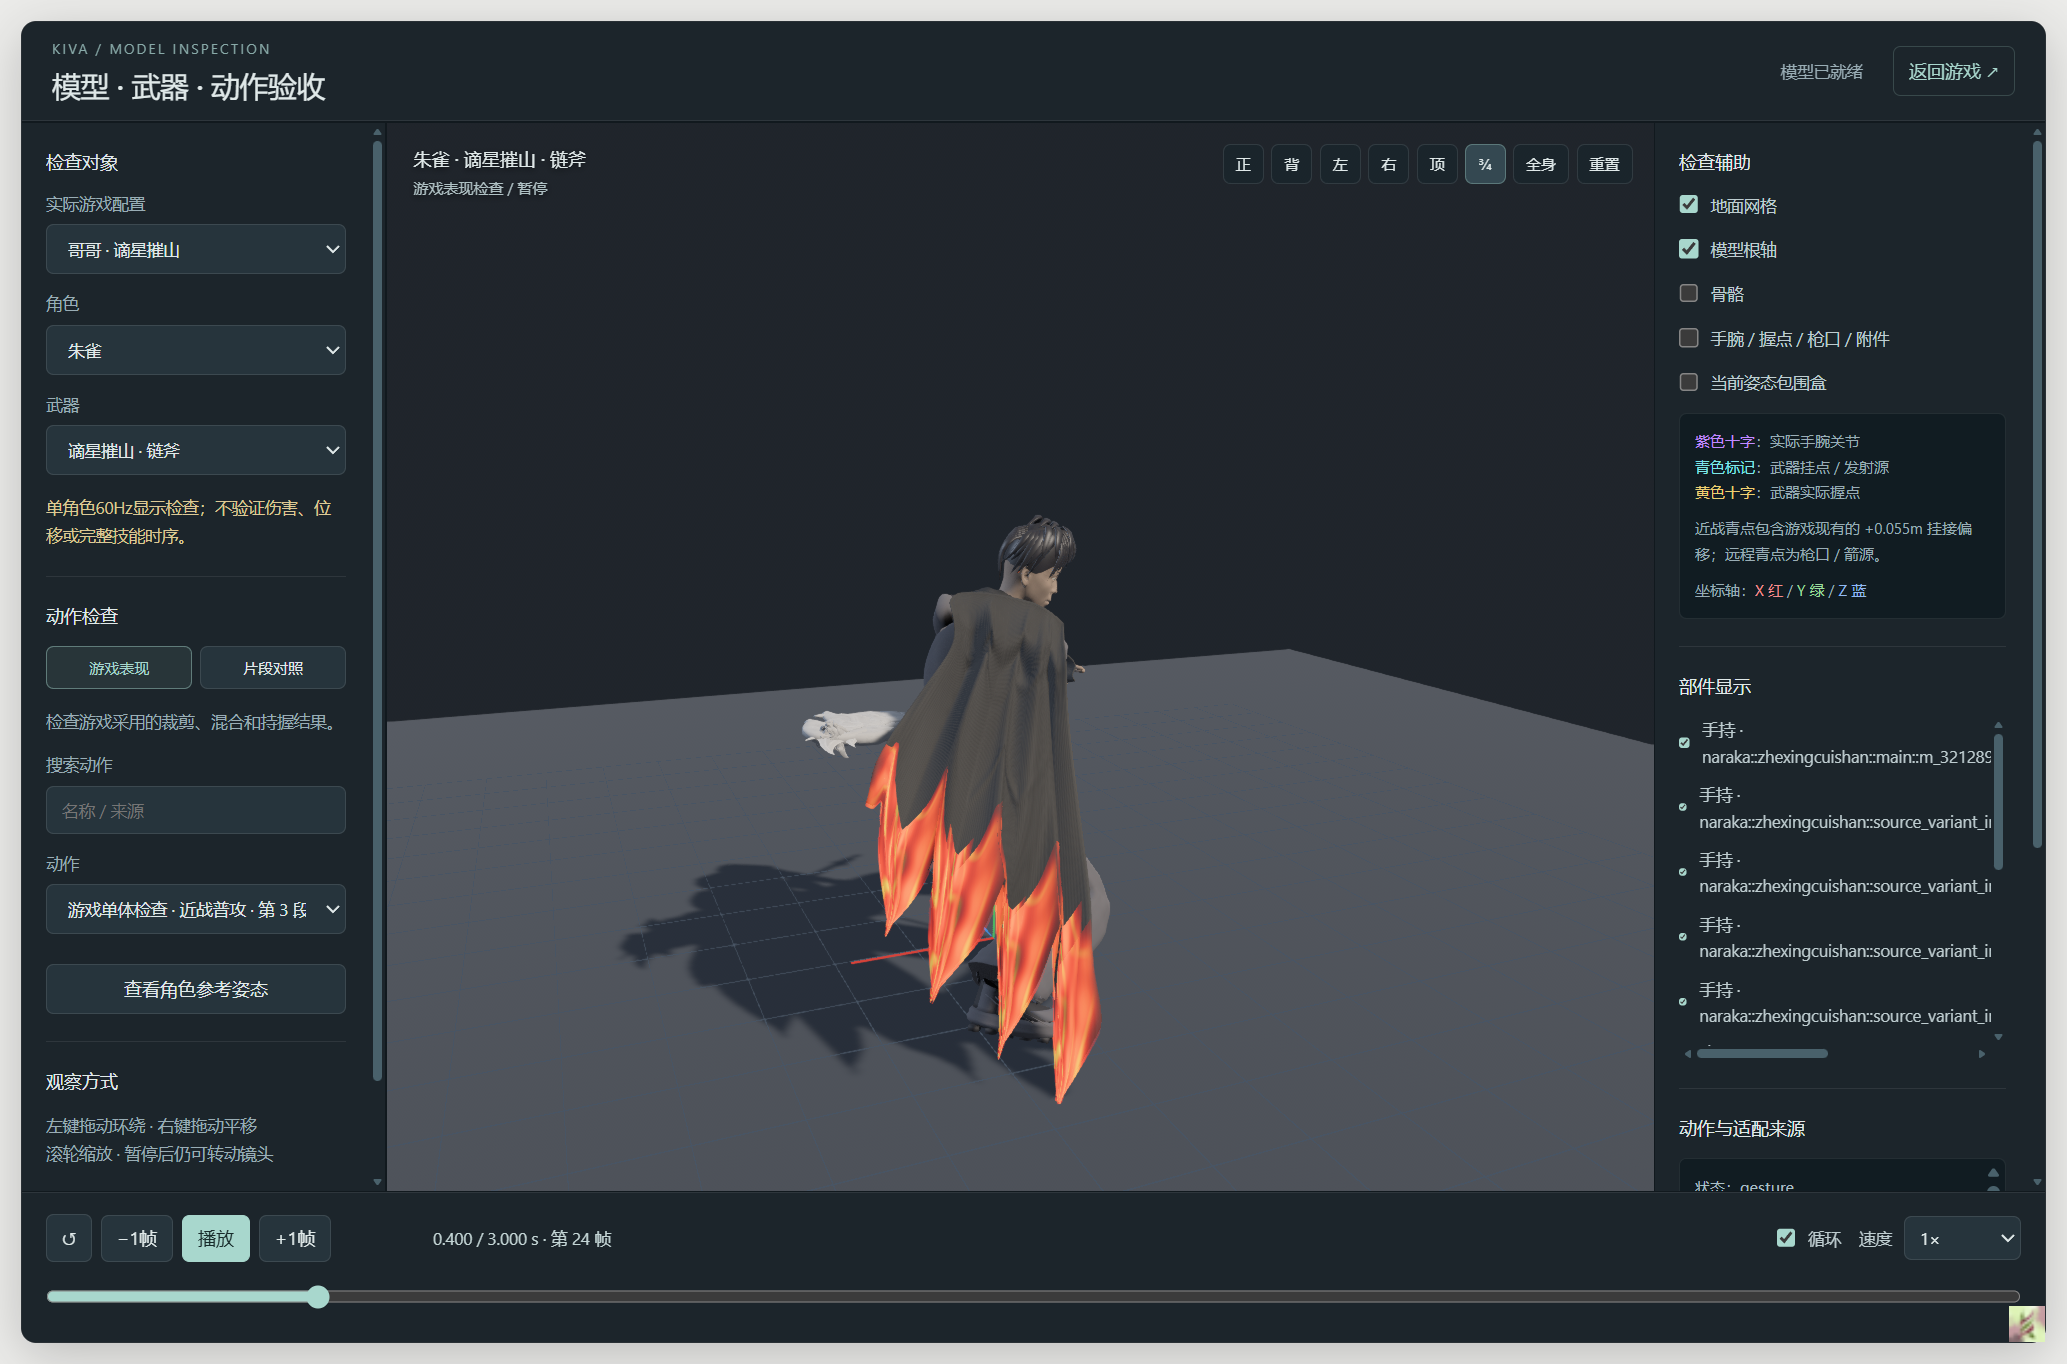 KIVA / MODEL INSPECTION
模型 · 武器 · 动作验收
模型已就绪
返回游戏 ↗
检查对象
实际游戏配置
哥哥 · 谪星摧山
角色
朱雀
武器
谪星摧山 · 链斧
单角色60Hz显示检查；不验证伤害、位
移或完整技能时序。
动作检查
游戏表现
片段对照
检查游戏采用的裁剪、混合和持握结果。
搜索动作
名称 / 来源
动作
游戏单体检查 · 近战普攻 · 第 3 段
查看角色参考姿态
观察方式
左键拖动环绕 · 右键拖动平移
滚轮缩放 · 暂停后仍可转动镜头
朱雀 · 谪星摧山 · 链斧
游戏表现检查 / 暂停
正
背
左
右
顶
¾
全身
重置
检查辅助
地面网格
模型根轴
骨骼
手腕 / 握点 / 枪口 / 附件
当前姿态包围盒
紫色十字：实际手腕关节
青色标记：武器挂点 / 发射源
黄色十字：武器实际握点
近战青点包含游戏现有的 +0.055m 挂接偏
移；远程青点为枪口 / 箭源。
坐标轴：X 红 / Y 绿 / Z 蓝
部件显示
手持 ·
naraka::zhexingcuishan::main::m_321289
手持 ·
naraka::zhexingcuishan::source_variant_i
手持 ·
naraka::zhexingcuishan::source_variant_i
手持 ·
naraka::zhexingcuishan::source_variant_i
手持 ·
naraka::zhexingcuishan::source_variant_i
动作与适配来源
状态：gesture
↺
−1帧
播放
+1帧
0.400 / 3.000 s · 第 24 帧
循环
速度
1×